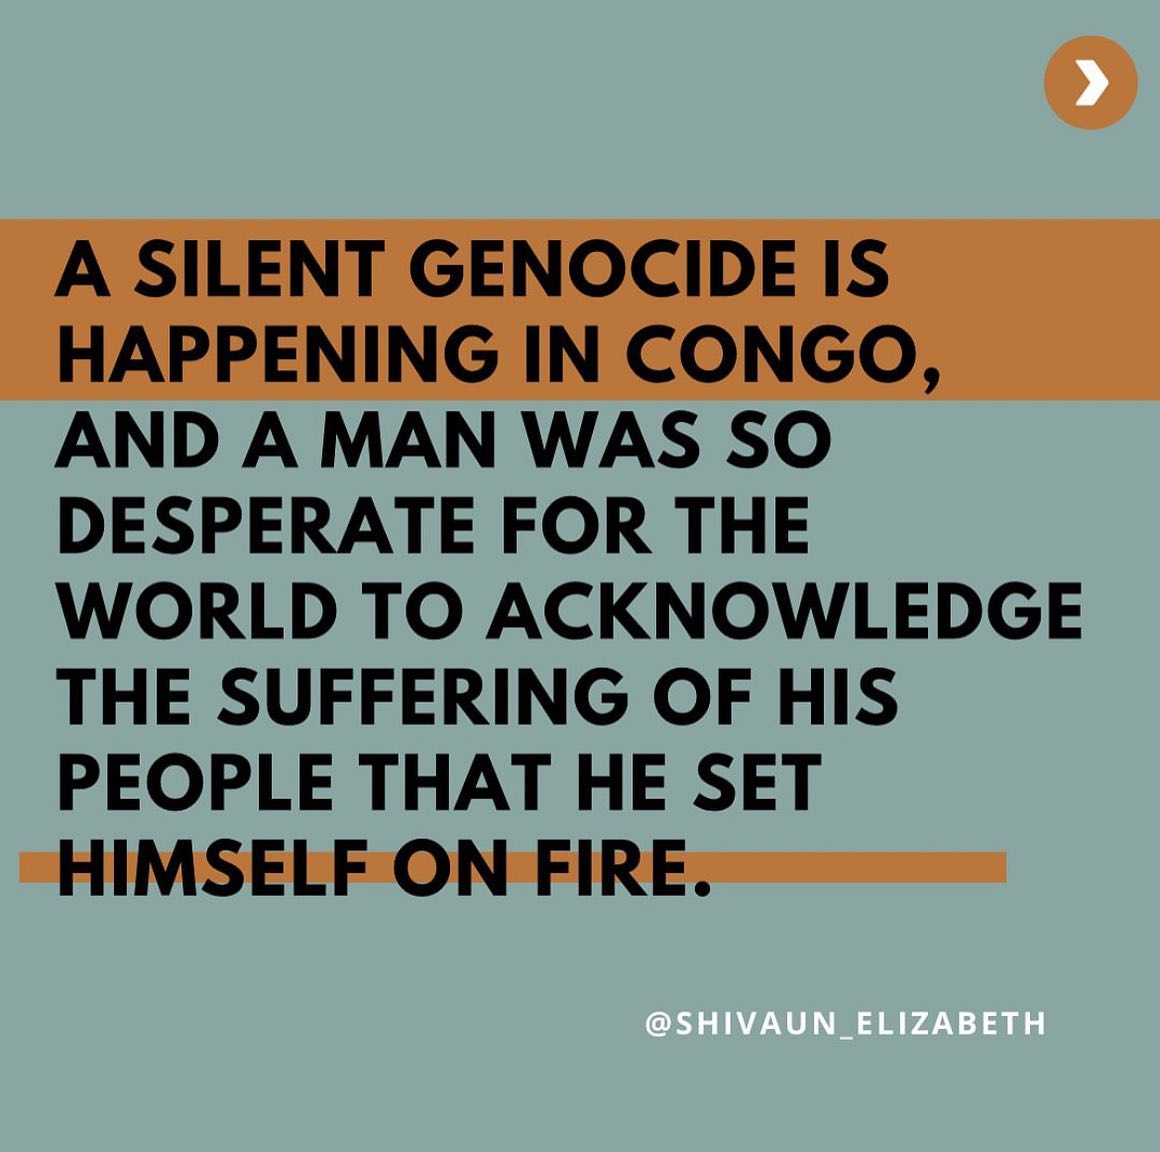 A SILENT GENOCIDE IS
HAPPENING IN CONGO,
AND A MAN WAS SO
DESPERATE FOR THE
WORLD TO ACKNOWLEDGE
THE SUFFERING OF HIS
PEOPLE THAT HE SET
HIMSELF ON FIRE.
@SHIVAUN_ELIZABETH